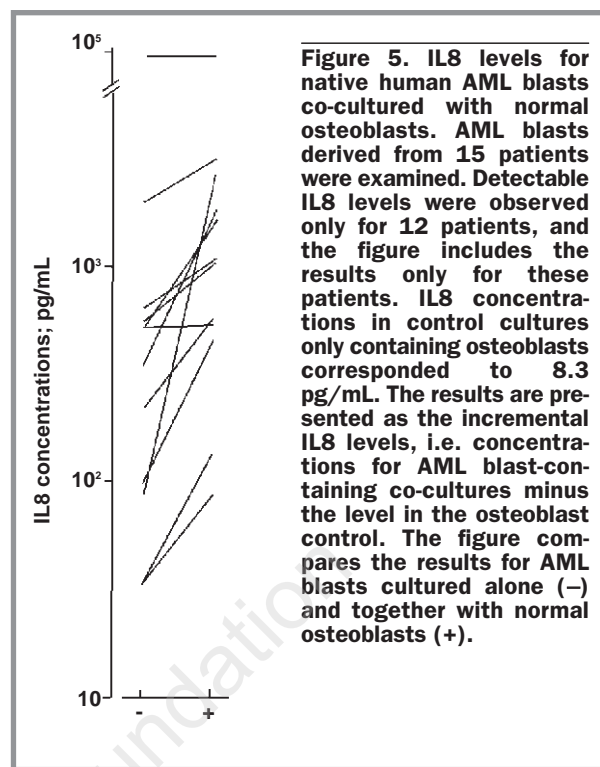 10⁵
10³
10²
10
IL8 concentrations; pg/mL
-
+
Figure 5. IL8 levels for
native human AML blasts
co-cultured with normal
osteoblasts. AML blasts
derived from 15 patients
were examined. Detectable
IL8 levels were observed
only for 12 patients, and
the figure includes the
results only for these
patients. IL8 concentra-
tions in control cultures
only containing osteoblasts
corresponded to 8.3
pg/mL. The results are pre-
sented as the incremental
IL8 levels, i.e. concentra-
tions for AML blast-con-
taining co-cultures minus
the level in the osteoblast
control. The figure com-
pares the results for AML
blasts cultured alone (–)
and together with normal
osteoblasts (+).